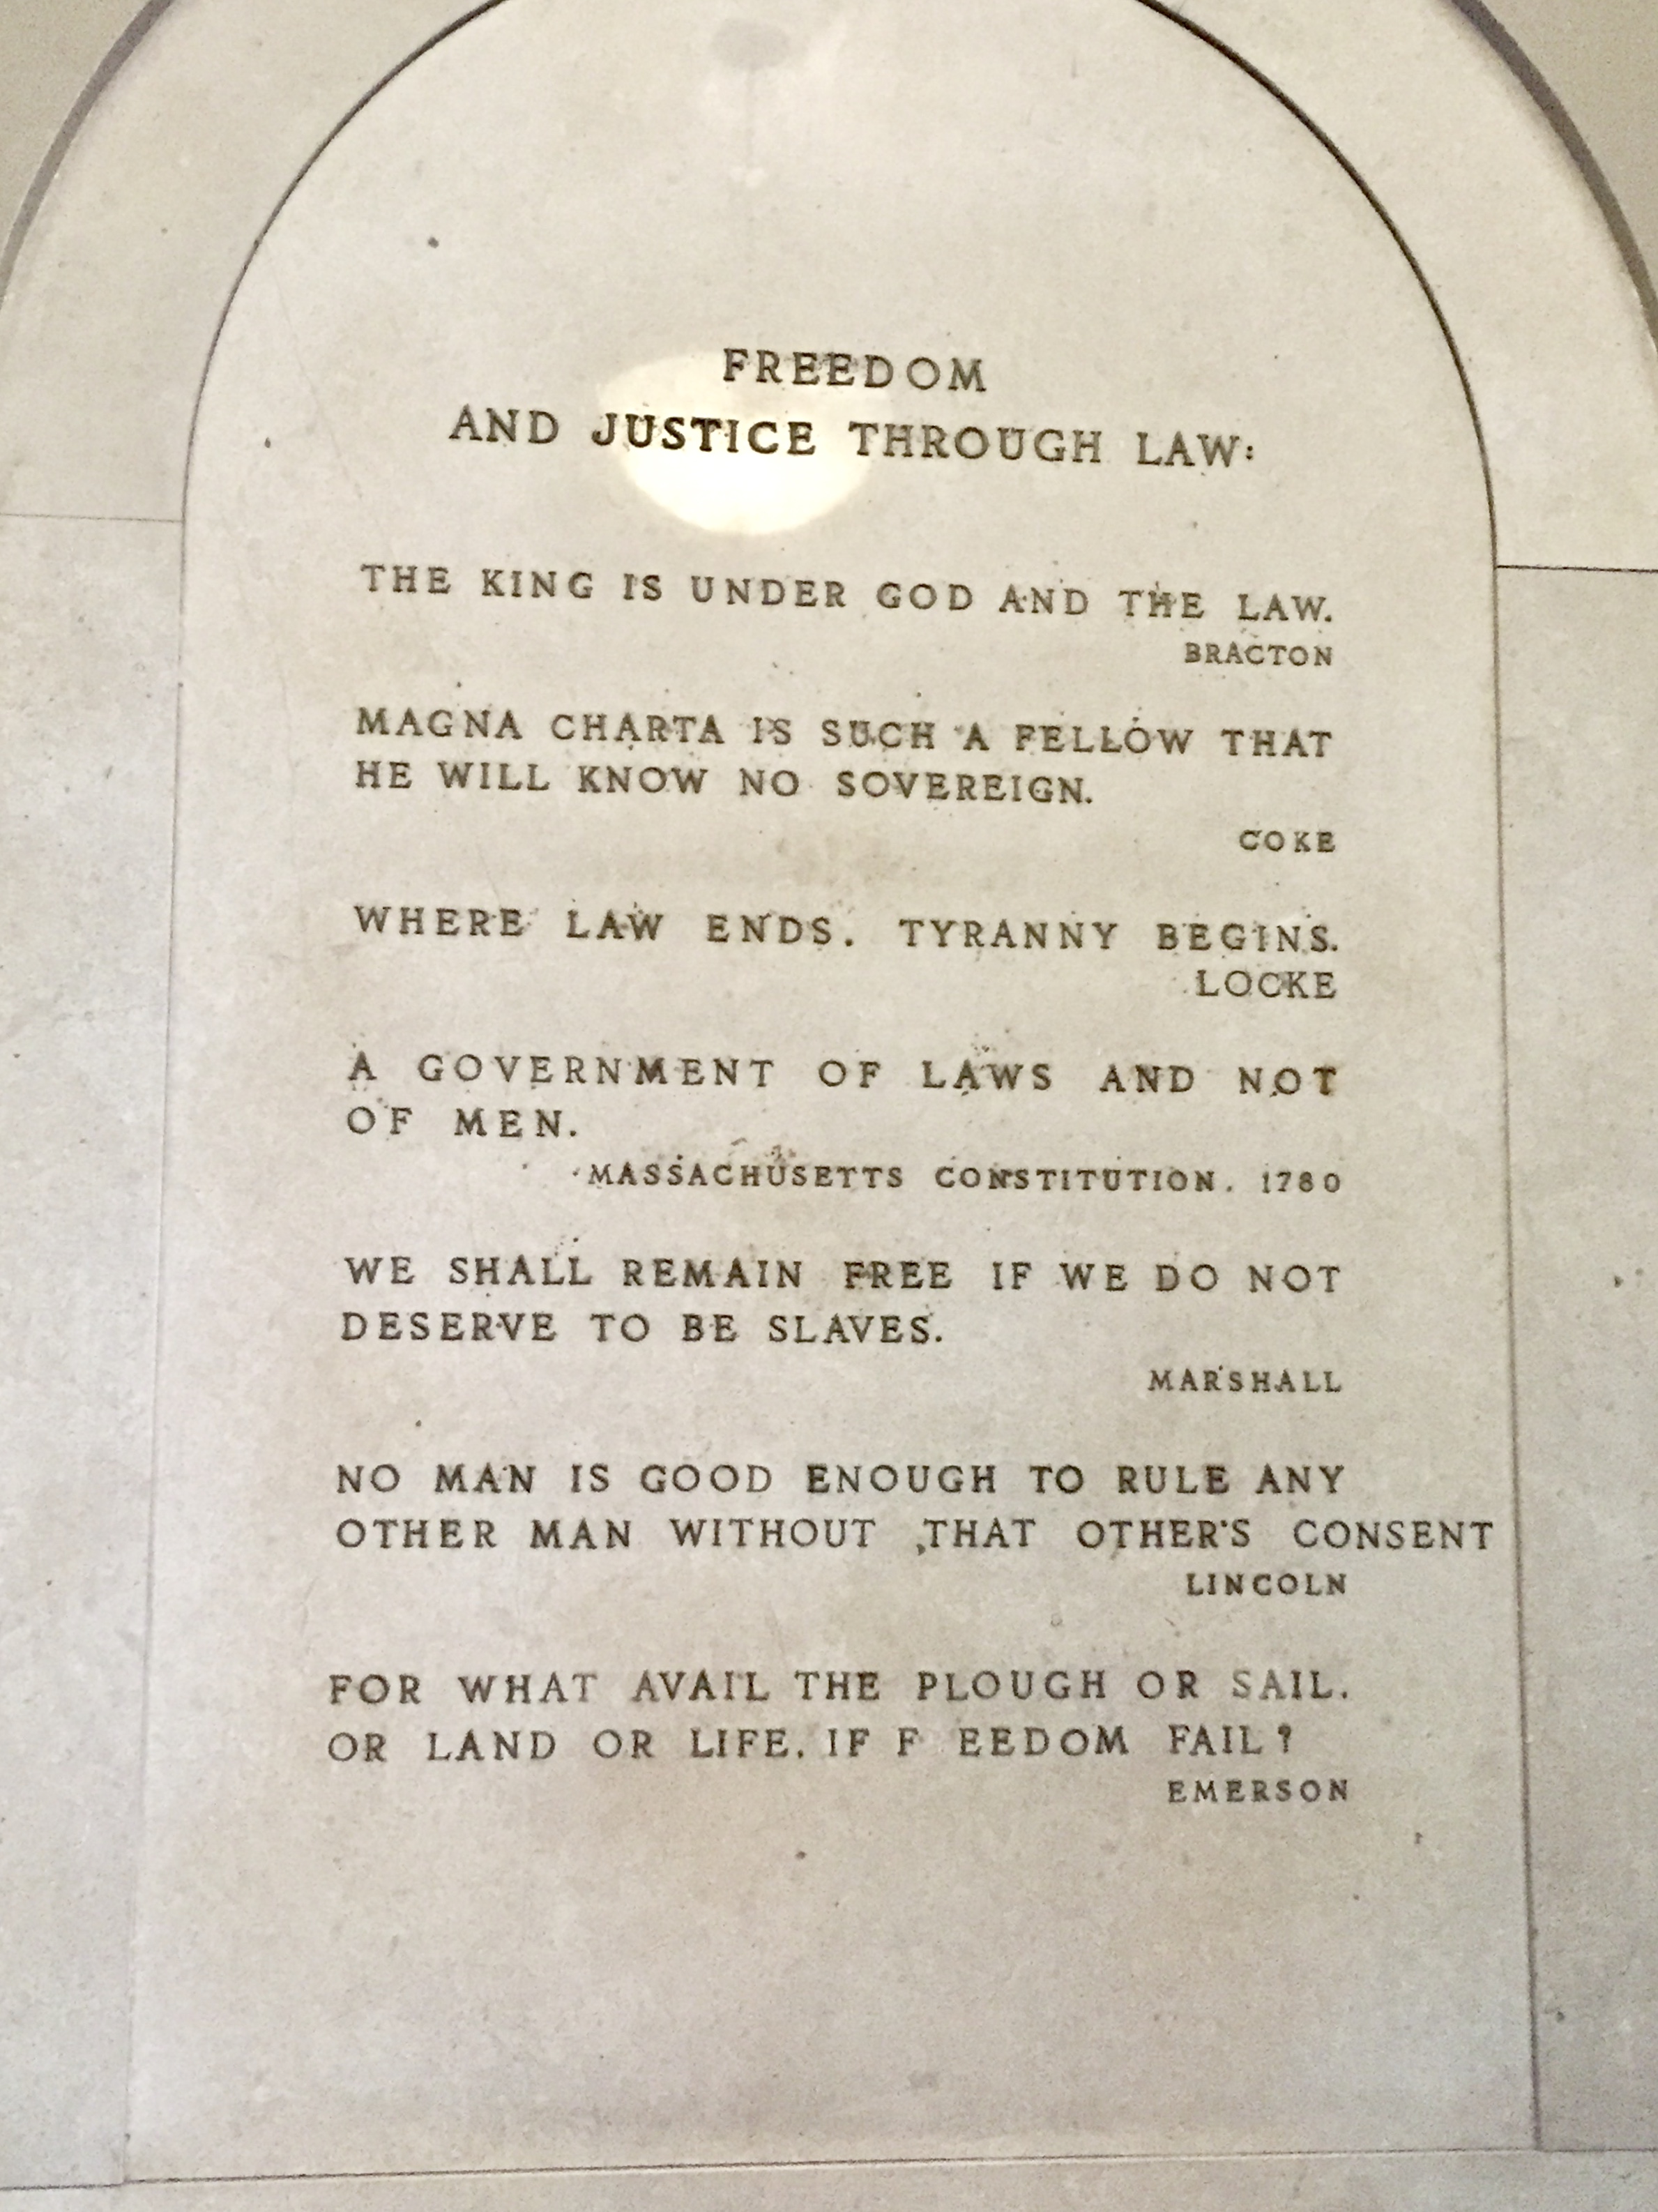 FREEDOM
AND JUSTICE THROUGH LAW:
THE KING IS UNDER GOD AND THE LAW.
BRACTON
MAGNA CHARTA IS SUCH A FELLOW THAT
HE WILL KNOW NO SOVEREIGN.
COKE
WHERE LAW ENDS. TYRANNY BEGINS.
LOCKE
A GOVERNMENT OF LAWS AND NOT
OF MEN.
MASSACHUSETTS CONSTITUTION. 1780
WE SHALL REMAIN FREE IF WE DO NOT
DESERVE TO BE SLAVES.
MARSHALL
NO MAN IS GOOD ENOUGH TO RULE ANY
OTHER MAN WITHOUT THAT OTHER'S CONSENT
LINCOLN
FOR WHAT AVAIL THE PLOUGH OR SAIL.
OR LAND OR LIFE. IF F EEDOM FAIL?
EMERSON